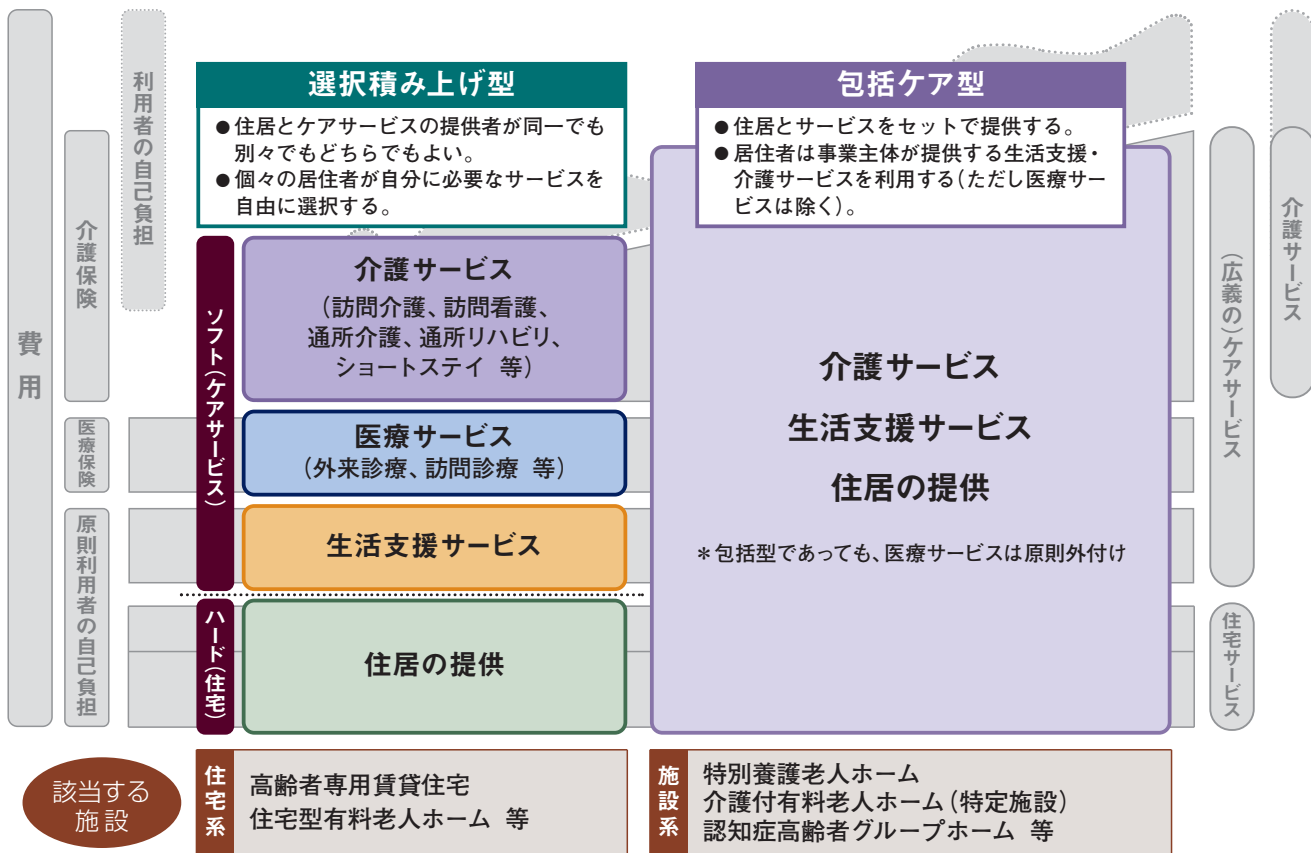 費用
介護保険
医療保険
原則利用者の自己負担
利用者の自己負担
選択積み上げ型
●住居とケアサービスの提供者が同一でも
別々でもどちらでもよい。
●個々の居住者が自分に必要なサービスを
自由に選択する。
ソフト(ケアサービス)
介護サービス
(訪問介護、訪問看護、
通所介護、通所リハビリ、
ショートステイ 等)
医療サービス
(外来診療、訪問診療 等)
生活支援サービス
ハード(住宅)
住居の提供
包括ケア型
●住居とサービスをセットで提供する。
●居住者は事業主体が提供する生活支援・
介護サービスを利用する(ただし医療サー
ビスは除く)。
介護サービス
生活支援サービス
住居の提供
*包括型であっても、医療サービスは原則外付け
(広義の)ケアサービス
介護サービス
住宅サービス
該当する
施設
住宅系
高齢者専用賃貸住宅
住宅型有料老人ホーム 等
施設系
特別養護老人ホーム
介護付有料老人ホーム(特定施設)
認知症高齢者グループホーム 等